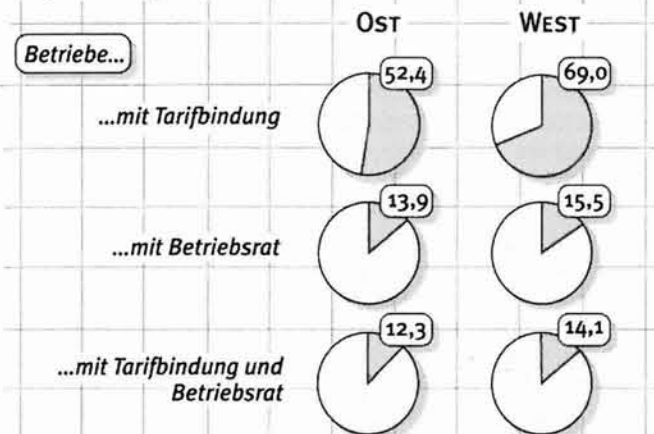 OST WEST
Betriebe...
52,4 69,0
...mit Tarifbindung
13,9 15,5
...mit Betriebsrat
12,3 14,1
...mit Tarifbindung und
Betriebsrat